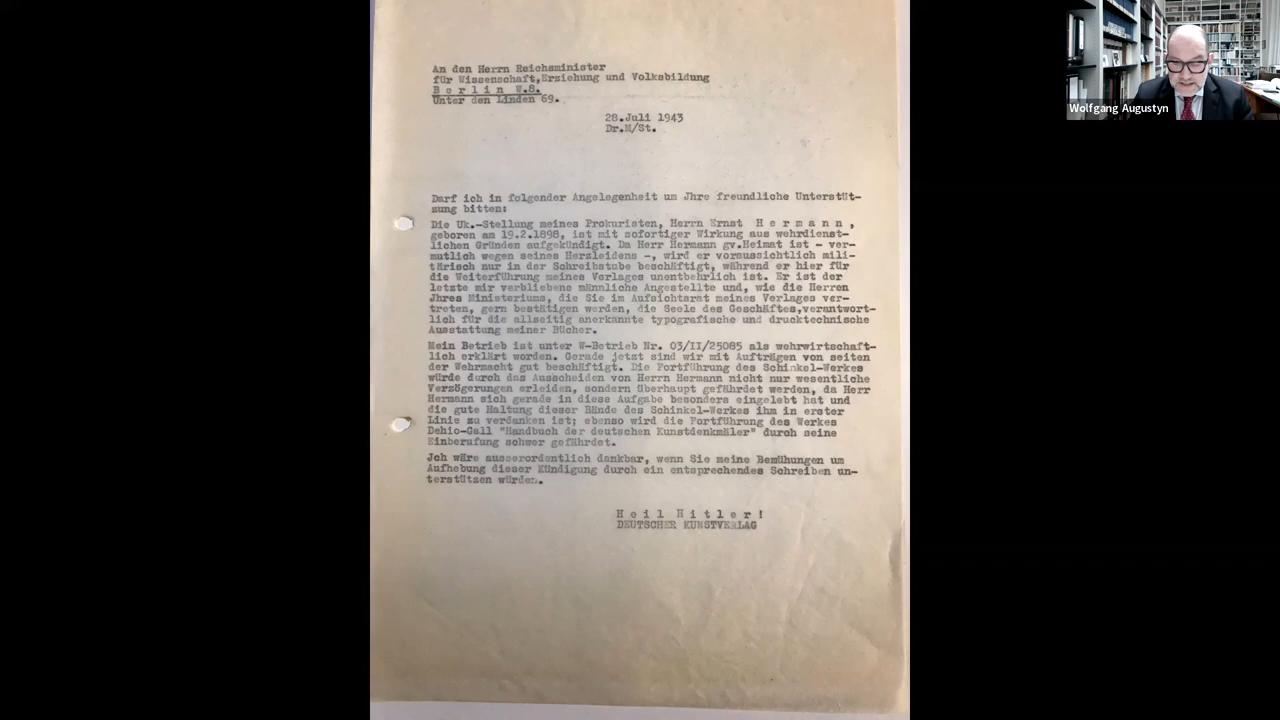 An den Herrn Reichsminister
für Wissenschaft,Erziehung und Volksbildung
B e r l i n  W.8.
Unter den Linden 69.
28.Juli 1943
Dr.M/St.
Darf ich in folgender Angelegenheit um Jhre freundliche Unterstüt-
zung bitten:
Die Uk.-Stellung meines Prokuristen, Herrn Ernst H e r m a n n ,
geboren am 19.2.1898, ist mit sofortiger Wirkung aus wehrdienst-
lichen Gründen aufgekündigt. Da Herr Hermann gv.Heimat ist - ver-
mutlich wegen seines Herzleidens -, wird er voraussichtlich mili-
tärisch nur in der Schreibstube beschäftigt, während er hier für
die Weiterführung meines Verlages unentbehrlich ist. Er ist der
letzte mir verbliebene männliche Angestellte und, wie die Herren
Jhres Ministeriums, die Sie im Aufsichtsrat meines Verlages ver-
treten, gern bestätigen werden, die Seele des Geschäftes,verantwort-
lich für die allseitig anerkannte typografische und drucktechnische
Ausstattung meiner Bücher.
Mein Betrieb ist unter W-Betrieb Nr. 03/II/25085 als wehrwirtschaft-
lich erklärt worden. Gerade jetzt sind wir mit Aufträgen von seiten
der Wehrmacht gut beschäftigt. Die Fortführung des Schinkel-Werkes
würde durch das Ausscheiden von Herrn Hermann nicht nur wesentliche
Verzögerungen erleiden, sondern überhaupt gefährdet werden, da Herr
Hermann sich gerade in diese Aufgabe besonders eingelebt hat und
die gute Haltung dieser Bände des Schinkel-Werkes ihm in erster
Linie zu verdanken ist; ebenso wird die Fortführung des Werkes
Dehio-Gall "Handbuch der deutschen Kunstdenkmäler" durch seine
Einberufung schwer gefährdet.
Jch wäre ausserordentlich dankbar, wenn Sie meine Bemühungen um
Aufhebung dieser Kündigung durch ein entsprechendes Schreiben un-
terstützen würden.
H e i l  H i t l e r !
DEUTSCHER KUNSTVERLAG
Wolfgang Augustyn